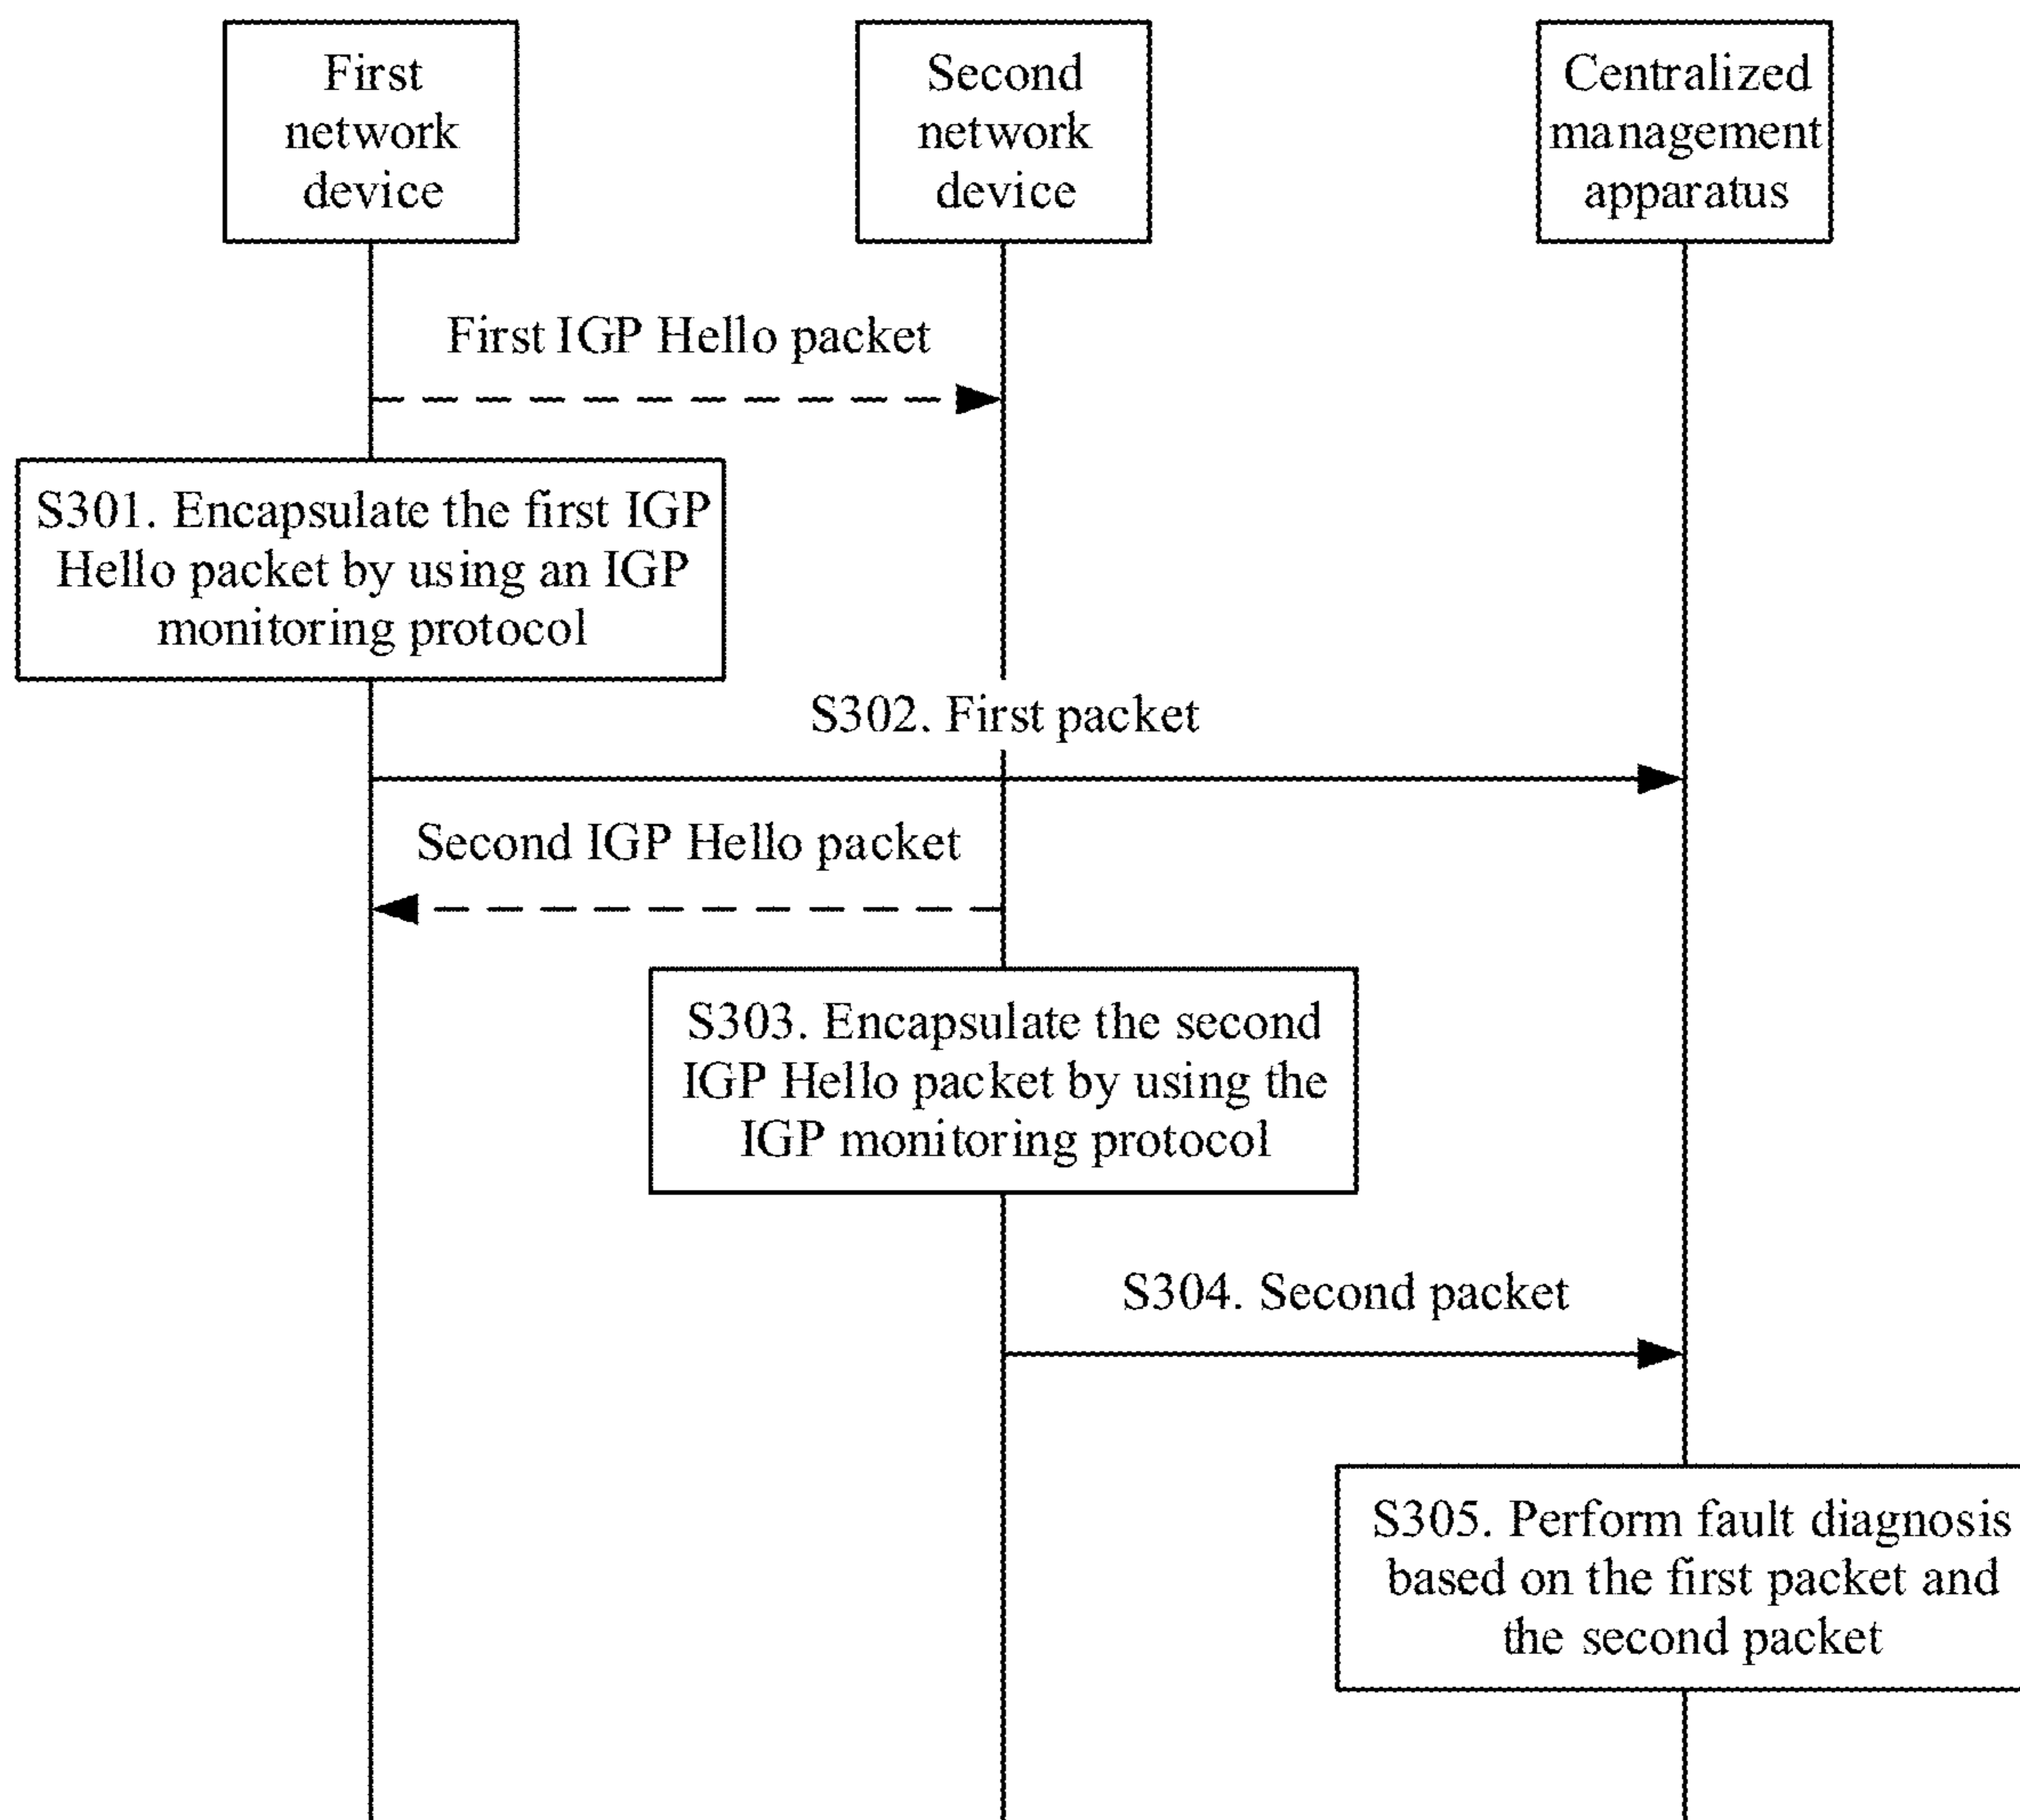 First
network
device
Second
network
device
Centralized
management
apparatus
First IGP Hello packet
S301. Encapsulate the first IGP
Hello packet by using an IGP
monitoring protocol
S302. First packet
Second IGP Hello packet
S303. Encapsulate the second
IGP Hello packet by using the
IGP monitoring protocol
S304. Second packet
S305. Perform fault diagnosis
based on the first packet and
the second packet